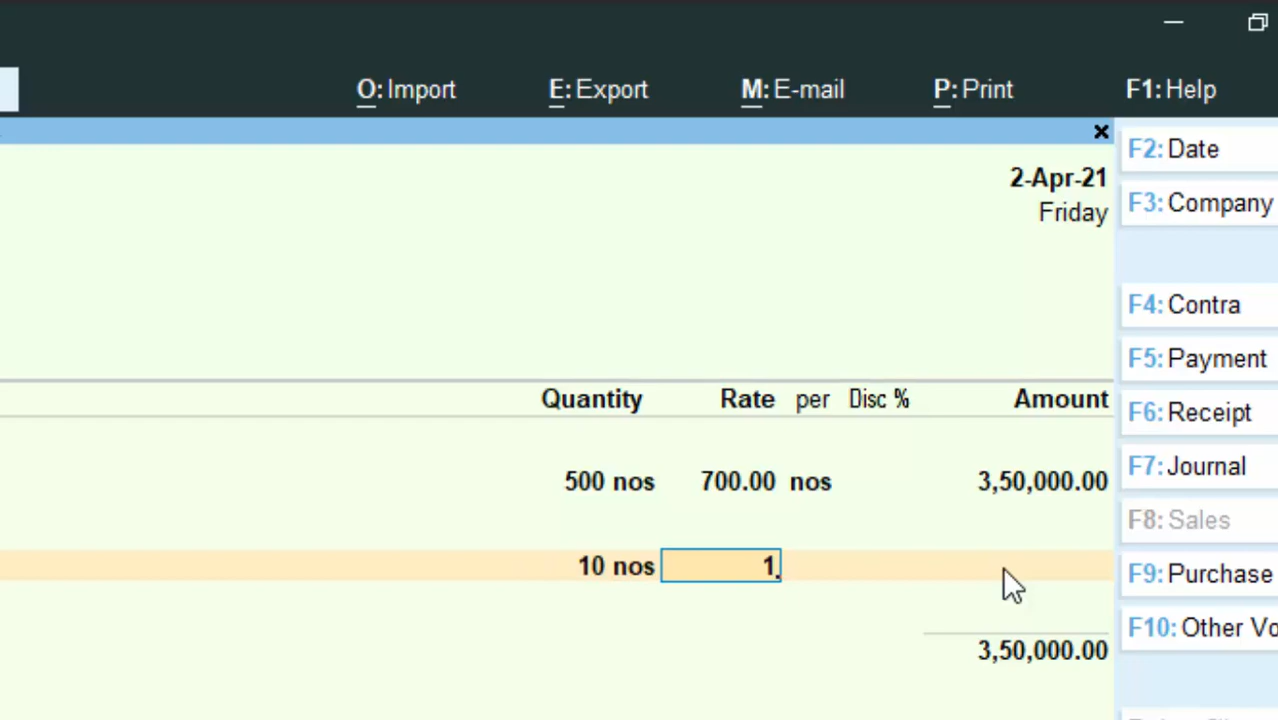 O: Import E: Export M: E-mail P: Print F1: Help
2-Apr-21
Friday
Quantity Rate per Disc % Amount
500 nos 700.00 nos 3,50,000.00
10 nos 1
3,50,000.00
F2: Date
F3: Company
F4: Contra
F5: Payment
F6: Receipt
F7: Journal
F8: Sales
F9: Purchase
F10: Other Vo